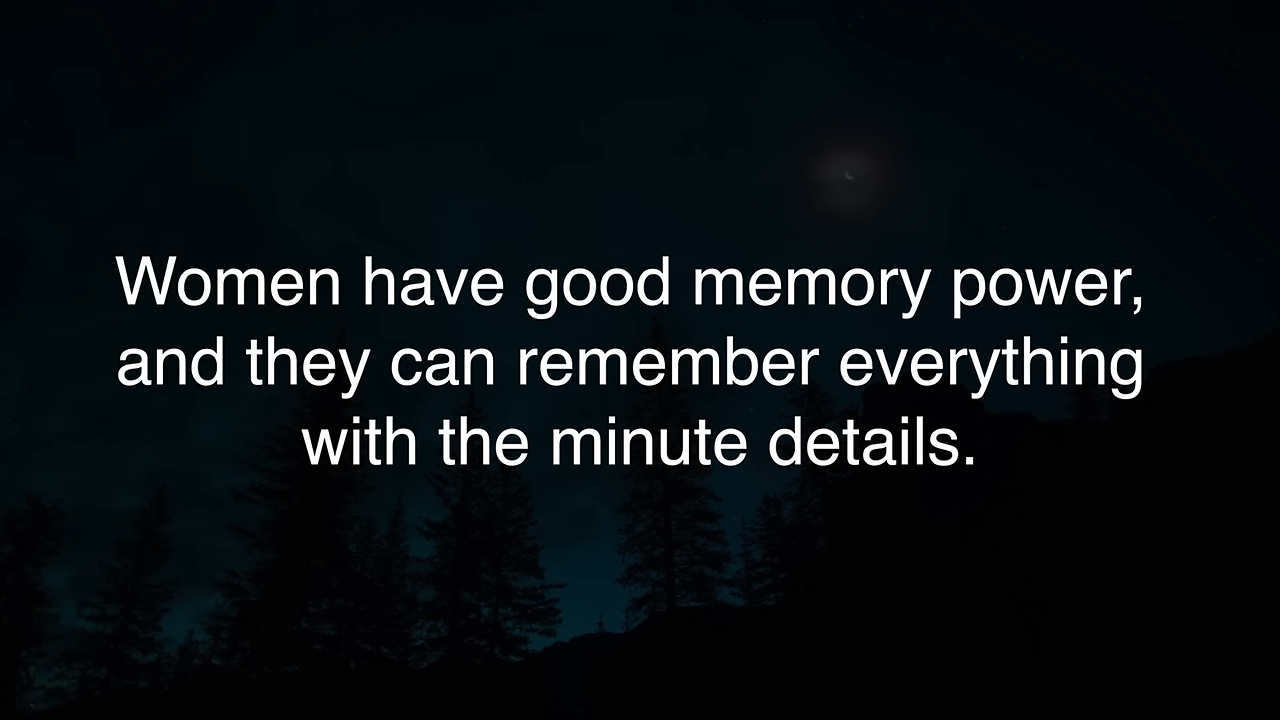 Women have good memory power,
and they can remember everything
with the minute details.